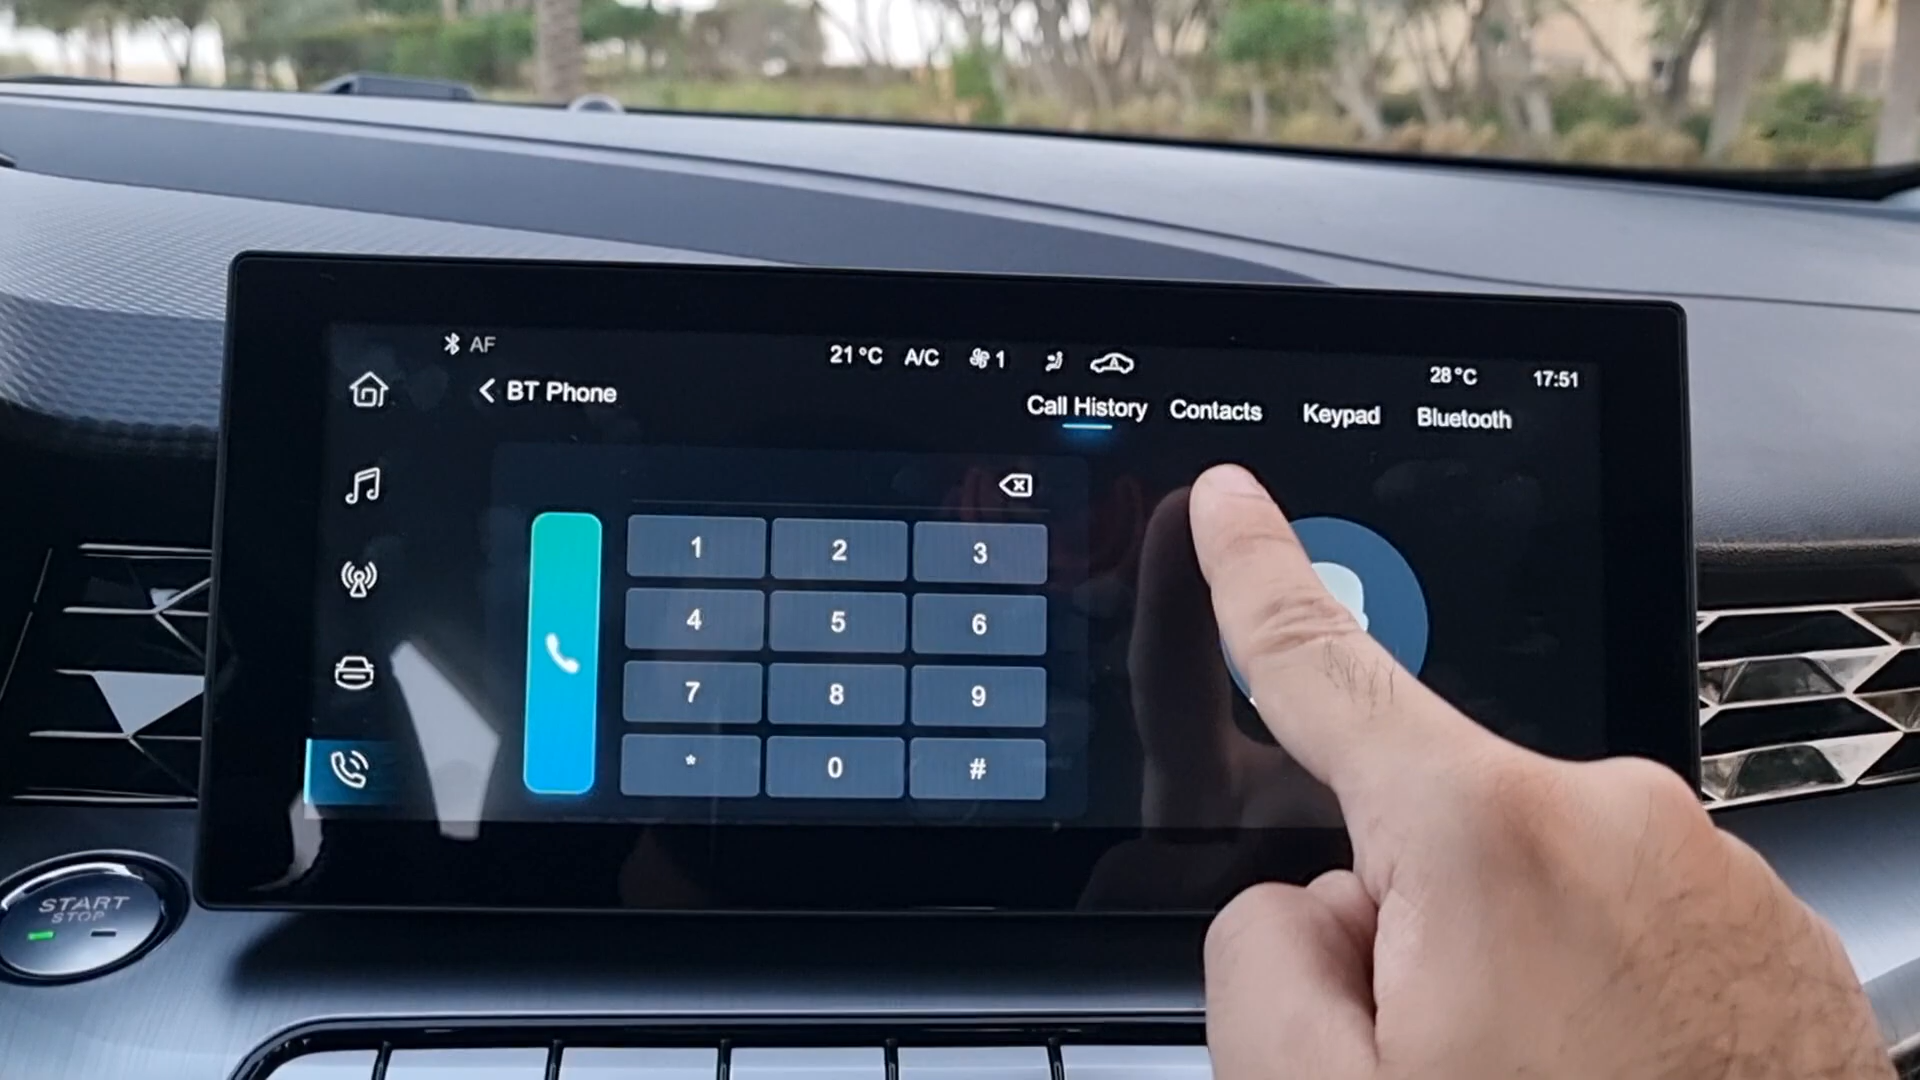 AF
21°C A/C 1
28°C 17:51
BT Phone
Call History Contacts Keypad Bluetooth
1 2 3
4 5 6
7 8 9
* 0 #
START
STOP